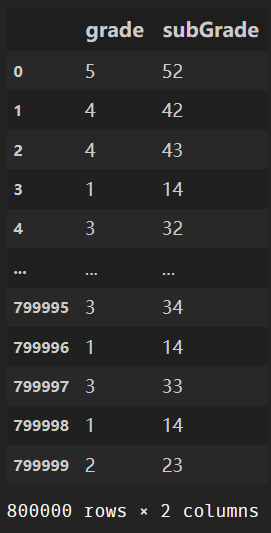 grade subGrade
0 5 52
1 4 42
2 4 43
3 1 14
4 3 32
... ... ...
799995 3 34
799996 1 14
799997 3 33
799998 1 14
799999 2 23
800000 rows × 2 columns